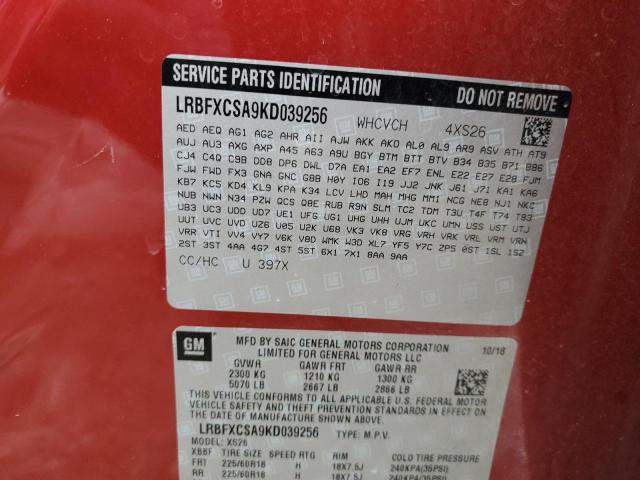 SERVICE PARTS IDENTIFICATION DO NOT REMOVE
LRBFXCSA9KD039256 WHCVCH 4XS26
AED AEQ AG1 AG2 AHR AII AJW AKK AKO AL0 AL9 AR9 ASV ATH AT9
AUJ AU3 AXG AXP A45 A63 A9U BGY BTM BTT BTV B34 B35 B71 B96
CJ4 C4Q C9B DD8 DP6 DWL D7A EA1 EA2 EF7 ENL E22 E27 E28 FJM
FJW FWD FX3 GNA GNC G8B H0Y IO6 I19 JJ2 JNK J61 J71 KA1 KA6
KB7 KC5 KD4 KL9 KPA K34 LCV LHD MAH MHG MM1 NCG NE8 NJ1 NKC
NUB NWN N34 PZW QCS Q8E RUB R9N SLM TC2 TDM T3U T4F T74 T83
UB3 UC3 UDD UD7 UE1 UFB UG1 UHG UHH UJM UKC UMN USS UST UTJ
UUT UVC UVD UZ6 U05 U2K U68 VK3 VK8 VRG VRH VRK VRL VRM VRN
VRR VTI VV4 VY7 V6K V8D WMK W3D XL7 YF5 Y7C ZP5 0ST 1SL 1SZ
2ST 3ST 4AA 4G7 4ST 5ST 6X1 7X1 8AA 9AA
CC/HC U 397X
GM MFD BY SAIC GENERAL MOTORS CORPORATION 10/18
LIMITED FOR GENERAL MOTORS LLC
GVWR GAWR FRT GAWR RR
2300 KG 1210 KG 1300 KG
5070 LB 2667 LB 2866 LB
THIS VEHICLE CONFORMS TO ALL APPLICABLE U.S. FEDERAL MOTOR
VEHICLE SAFETY AND THEFT PREVENTION STANDARDS IN EFFECT ON
THE DATE OF MANUFACTURE SHOWN ABOVE.
LRBFXCSA9KD039256 TYPE: M.P.V.
MODEL: XS26
XBBF TIRE SIZE SPEED RTG RIM COLD TIRE PRESSURE
FRT 225/60R18 H 18X7.5J 240KPA(35PSI)
RR 225/60R18 H 18X7.5J 240KPA(35PSI)